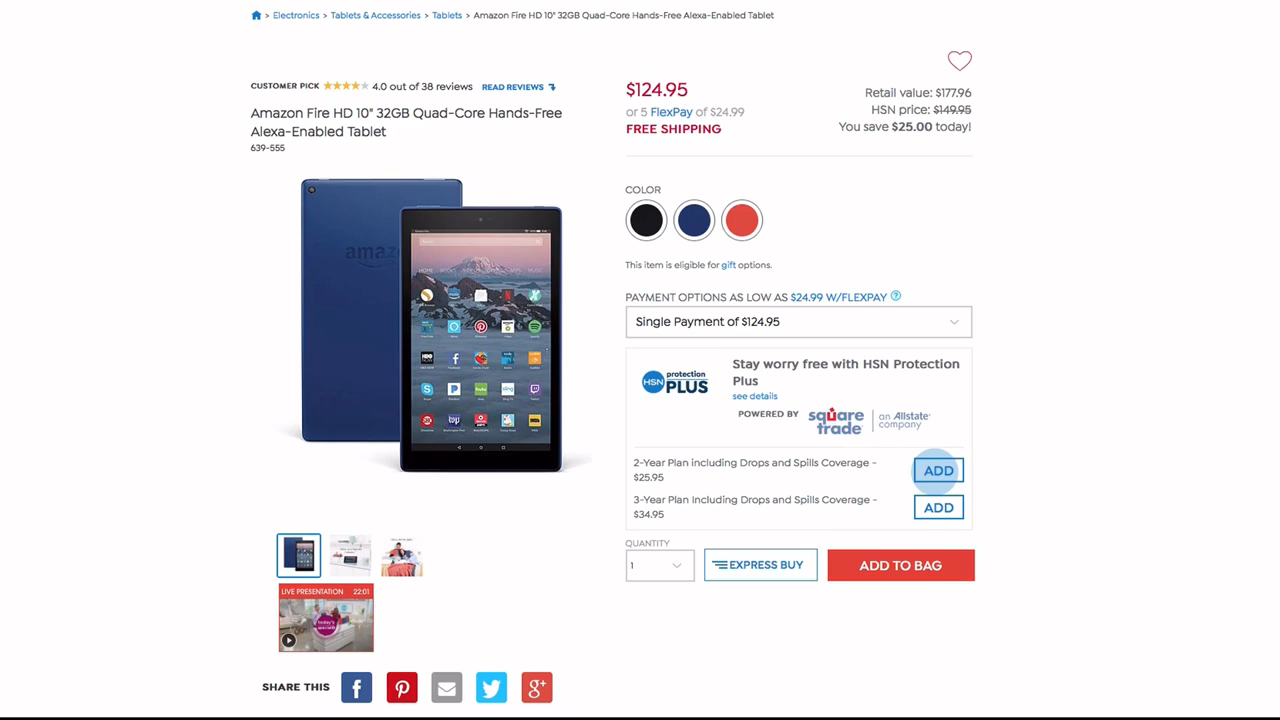 Electronics > Tablets & Accessories > Tablets > Amazon Fire HD 10" 32GB Quad-Core Hands-Free Alexa-Enabled Tablet
CUSTOMER PICK 4.0 out of 38 reviews READ REVIEWS
Amazon Fire HD 10" 32GB Quad-Core Hands-Free
Alexa-Enabled Tablet
639-555
amaz
LIVE PRESENTATION 22:01
today's
SHARE THIS
$124.95
or 5 FlexPay of $24.99
FREE SHIPPING
Retail value: $177.96
HSN price: $149.95
You save $25.00 today!
COLOR
This item is eligible for gift options.
PAYMENT OPTIONS AS LOW AS $24.99 W/FLEXPAY ?
Single Payment of $124.95
HSN protection PLUS
Stay worry free with HSN Protection
Plus
see details
POWERED BY square trade | an Allstate company
2-Year Plan including Drops and Spills Coverage -
$25.95
ADD
3-Year Plan Including Drops and Spills Coverage -
$34.95
ADD
QUANTITY
1
EXPRESS BUY
ADD TO BAG